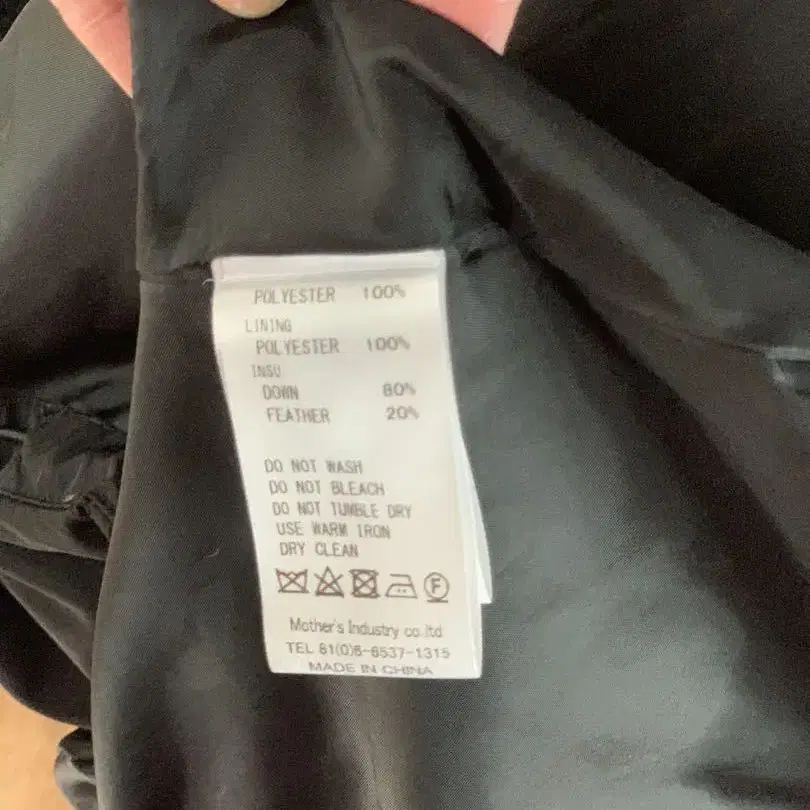 POLYESTER 100%
LINING
POLYESTER 100%
INSU
DOWN 80%
FEATHER 20%
DO NOT WASH
DO NOT BLEACH
DO NOT TUMBLE DRY
USE WARM IRON
DRY CLEAN
F
Mother's Industry co.ltd
TEL 81(0)6-6537-1315
MADE IN CHINA